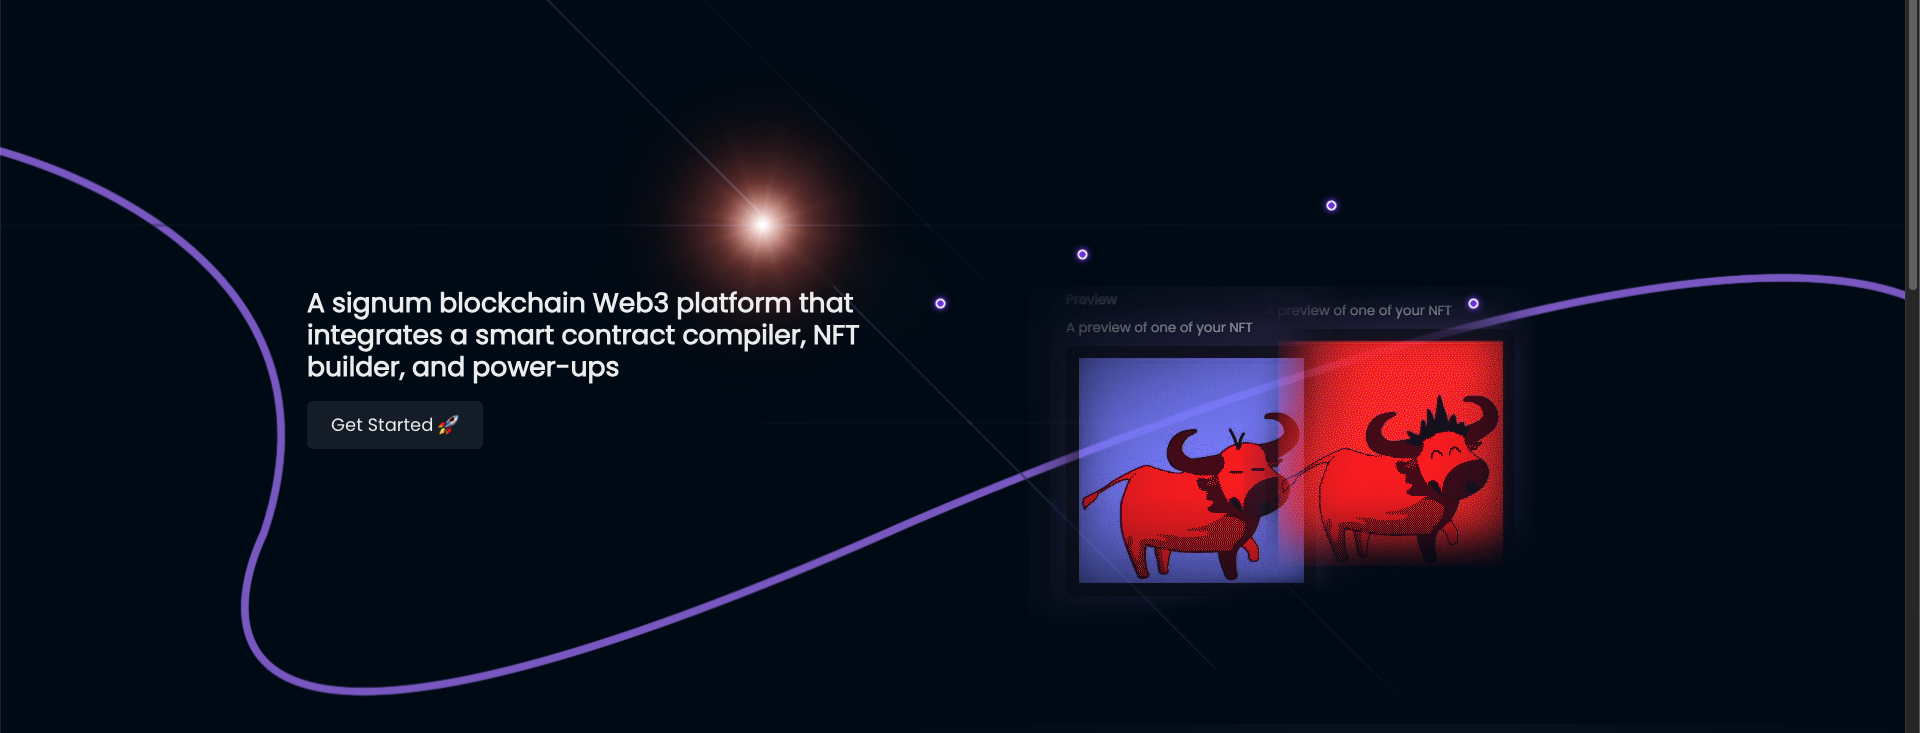 A signum blockchain Web3 platform that
integrates a smart contract compiler, NFT
builder, and power-ups
Get Started 🚀
Preview
A preview of one of your NFT
A preview of one of your NFT